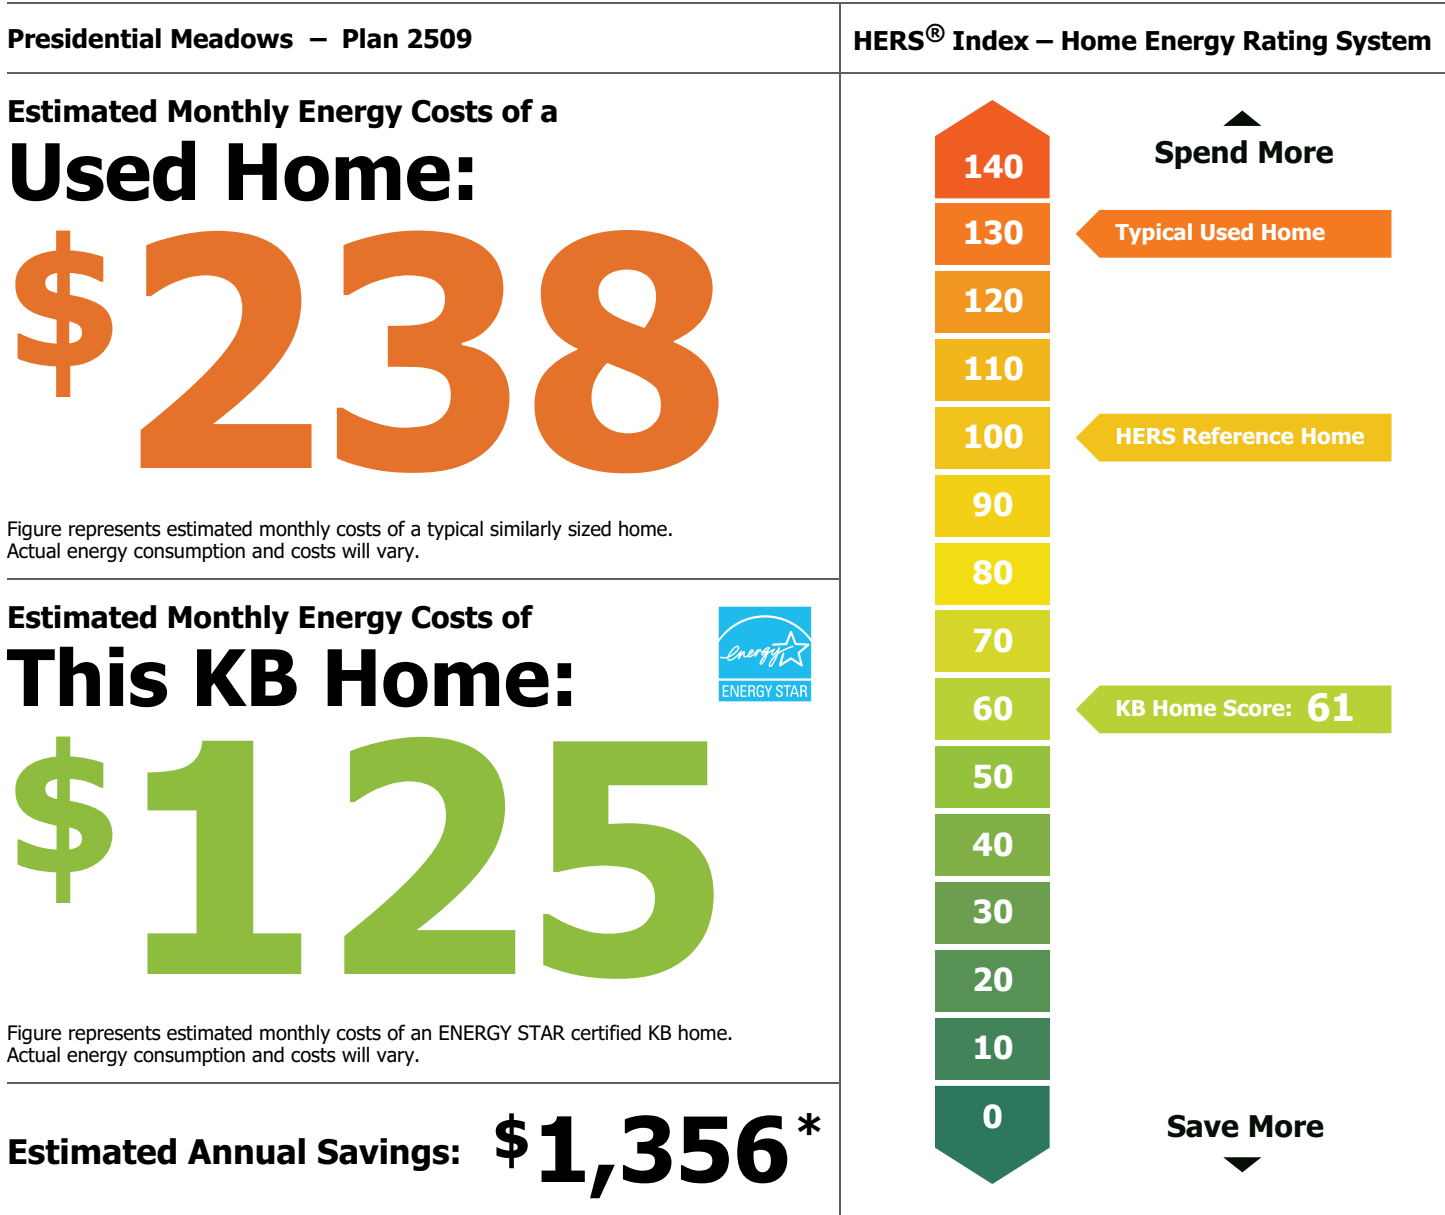 Presidential Meadows – Plan 2509
Estimated Monthly Energy Costs of a
Used Home:
$238
Figure represents estimated monthly costs of a typical similarly sized home.
Actual energy consumption and costs will vary.
Estimated Monthly Energy Costs of
This KB Home:
energy
ENERGY STAR
$125
Figure represents estimated monthly costs of an ENERGY STAR certified KB home.
Actual energy consumption and costs will vary.
Estimated Annual Savings: $1,356*
HERS® Index – Home Energy Rating System
Spend More
140
130
Typical Used Home
120
110
100
HERS Reference Home
90
80
70
60
KB Home Score: 61
50
40
30
20
10
0
Save More